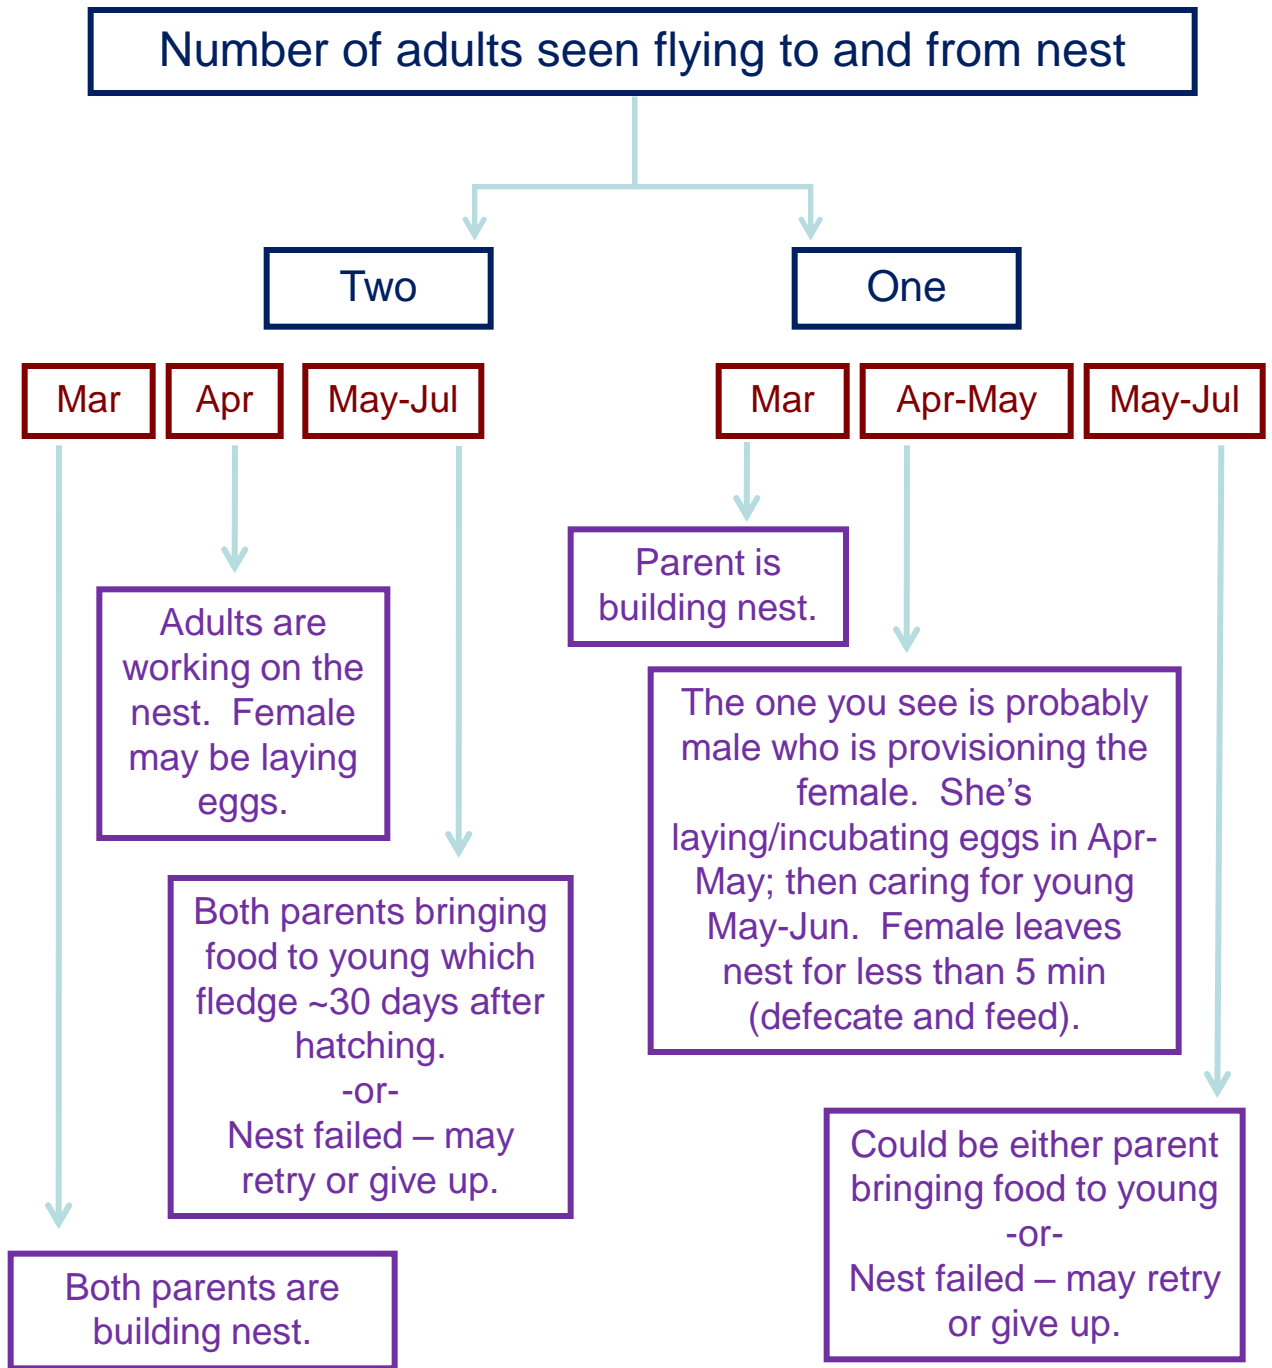 Number of adults seen flying to and from nest
Two
One
Mar
Apr
May-Jul
Mar
Apr-May
May-Jul
Parent is
building nest.
Adults are
working on the
nest.  Female
may be laying
eggs.
The one you see is probably
male who is provisioning the
female.  She’s
laying/incubating eggs in Apr-
May; then caring for young
May-Jun.  Female leaves
nest for less than 5 min
(defecate and feed).
Both parents bringing
food to young which
fledge ~30 days after
hatching.
-or-
Nest failed – may
retry or give up.
Could be either parent
bringing food to young
-or-
Nest failed – may retry
or give up.
Both parents are
building nest.